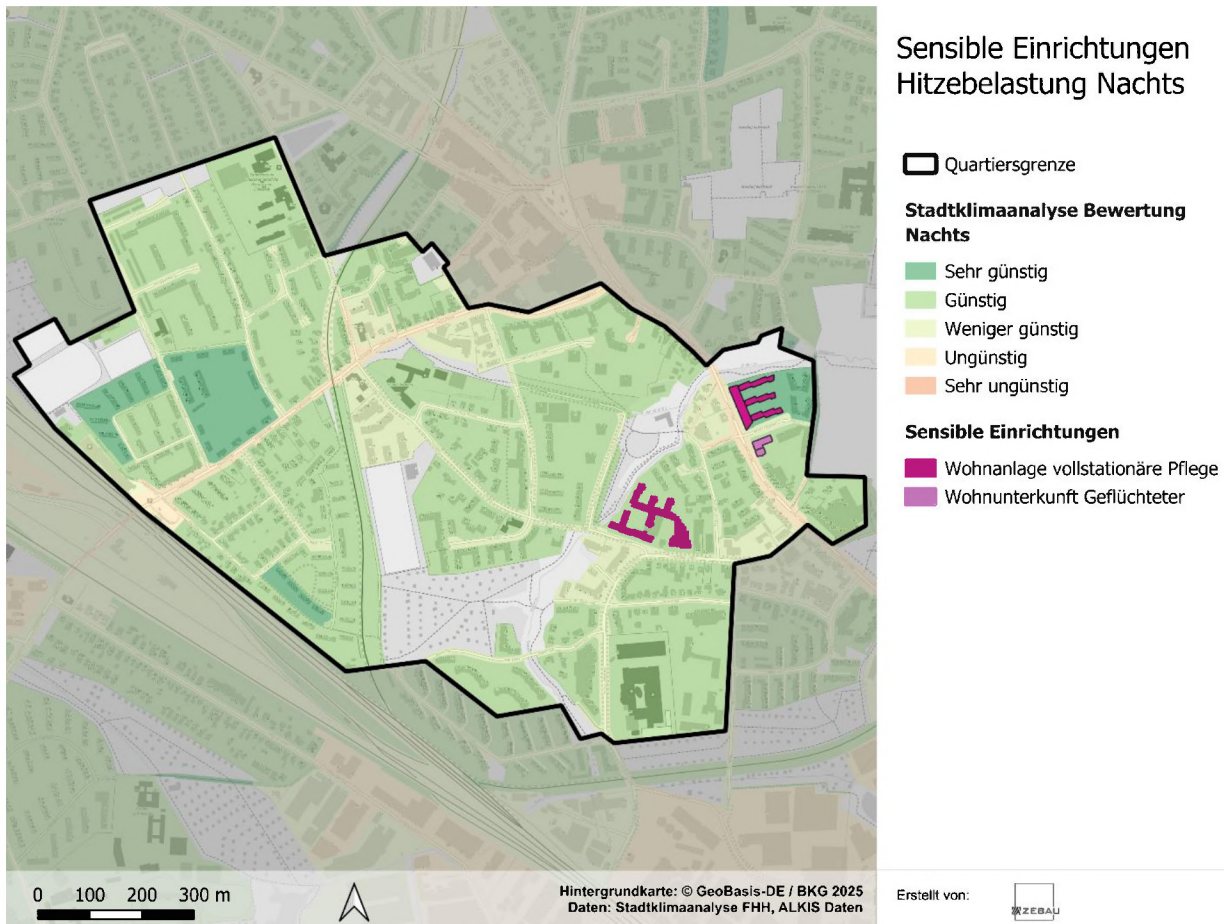 Sensible Einrichtungen
Hitzebelastung Nachts
Quartiersgrenze
Stadtklimaanalyse Bewertung
Nachts
Sehr günstig
Günstig
Weniger günstig
Ungünstig
Sehr ungünstig
Sensible Einrichtungen
Wohnanlage vollstationäre Pflege
Wohnunterkunft Geflüchteter
0 100 200 300 m
Hintergrundkarte: © GeoBasis-DE / BKG 2025
Daten: Stadtklimaanalyse FHH, ALKIS Daten
Erstellt von:
ZEBAU